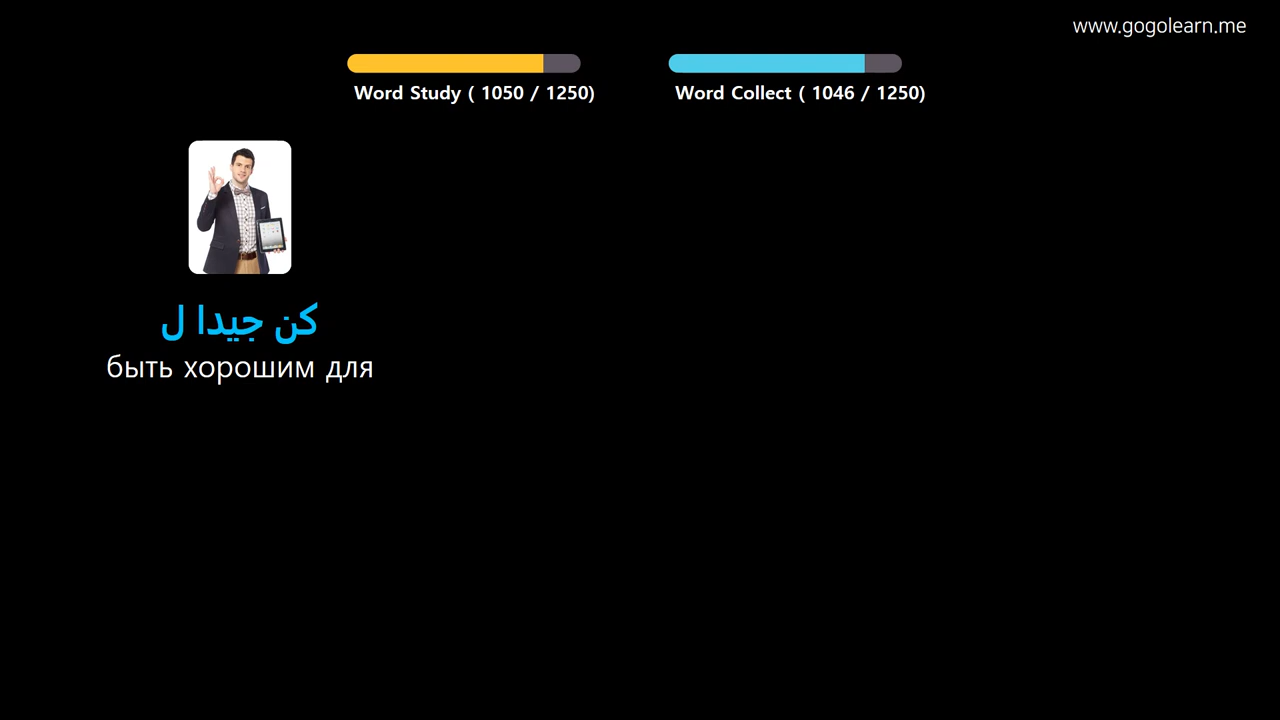 www.gogolearn.me
Word Study ( 1050 / 1250)
Word Collect ( 1046 / 1250)
كن جيدا ل
быть хорошим для